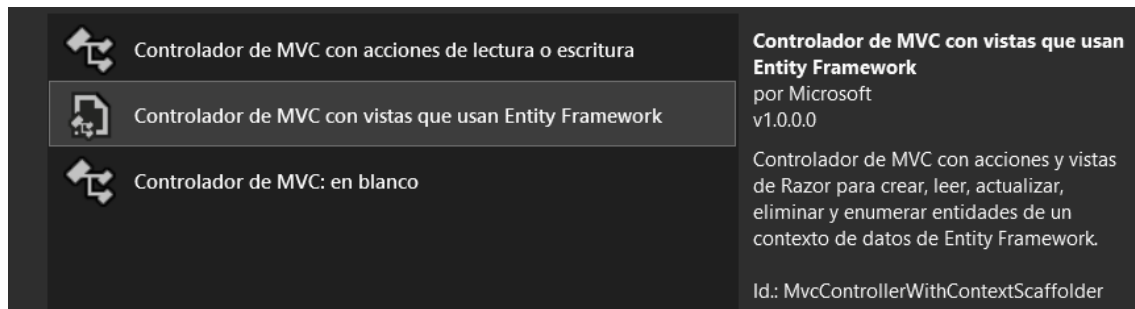 Controlador de MVC con acciones de lectura o escritura
Controlador de MVC con vistas que usan Entity Framework
Controlador de MVC: en blanco
Controlador de MVC con vistas que usan
Entity Framework
por Microsoft
v1.0.0.0
Controlador de MVC con acciones y vistas
de Razor para crear, leer, actualizar,
eliminar y enumerar entidades de un
contexto de datos de Entity Framework.
Id.: MvcControllerWithContextScaffolder